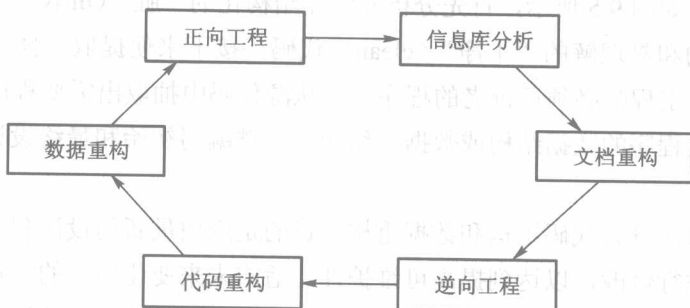 正向工程
信息库分析
数据重构
文档重构
代码重构
逆向工程